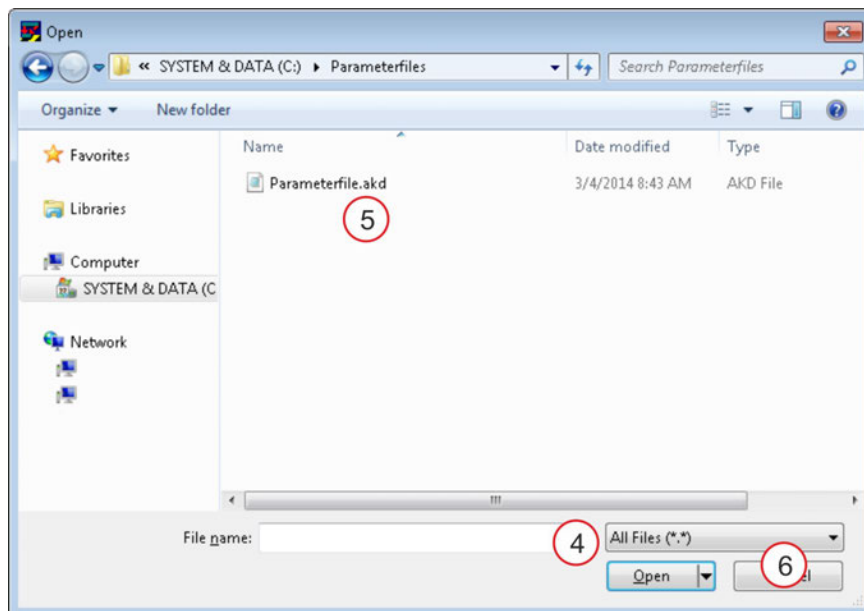 Open
« SYSTEM & DATA (C:) ▸ Parameterfiles
Search Parameterfiles
Organize ▾ New folder
Name Date modified Type
Favorites
Parameterfile.akd 3/4/2014 8:43 AM AKD File
5
Libraries
Computer
SYSTEM & DATA (C
Network
File name: 4 All Files (*.*)
Open 6